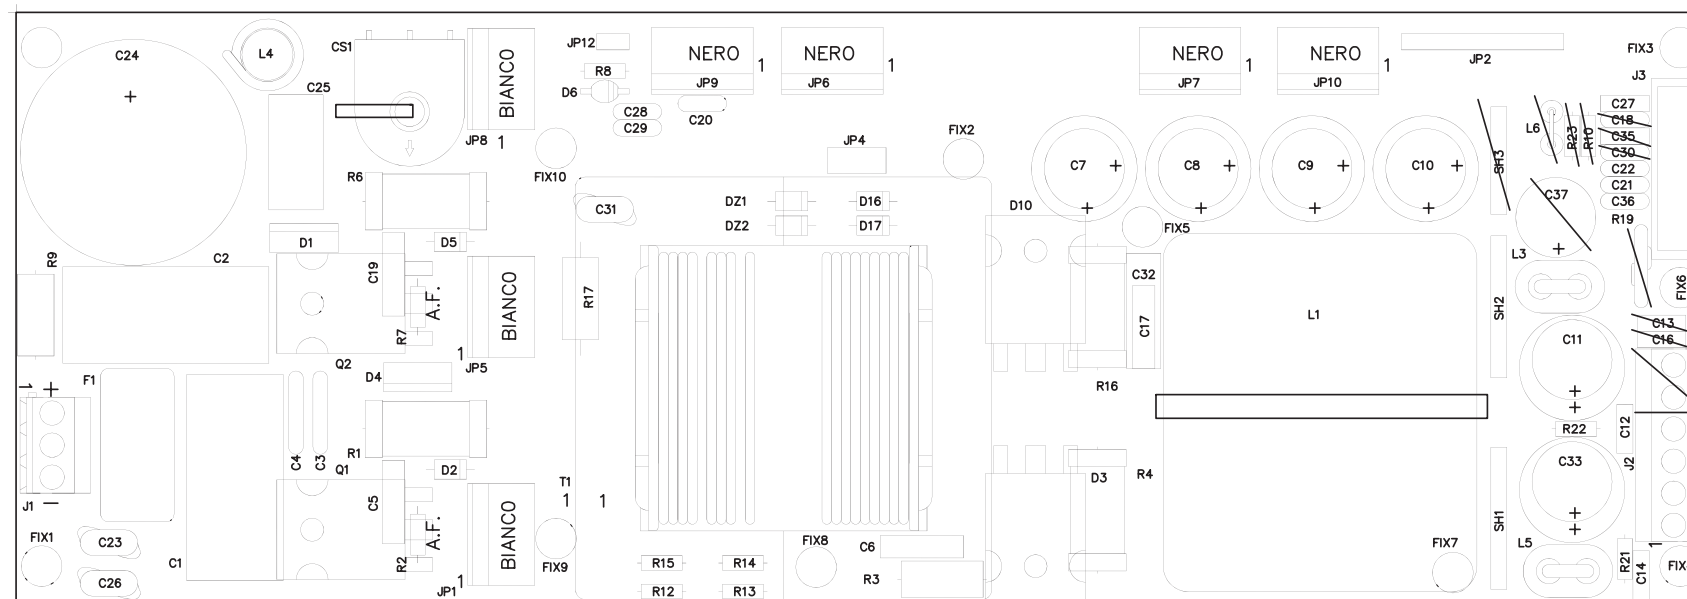 C24
L4
CS1
BIANCO
JP12
NERO
1
NERO
1
NERO
1
NERO
1
JP2
FIX3
R8
JP9
JP6
JP7
JP10
J3
+
C25
D6
C28
C20
C29
C27
C18
L6
R23
R10
C35
JP8
1
FIX2
JP4
SH3
C30
C7
+
C8
+
C9
+
C10
+
C22
R6
FIX10
C21
C37
C36
C31
DZ1
D16
D10
+
+
+
+
R19
DZ2
D17
FIX5
D1
D5
+
L3
R9
C2
C19
BIANCO
C32
FIX6
A.F.
R17
SH2
R7
C17
L1
C13
C16
1
Q2
JP5
C11
F1
D4
R16
1
+
+
+
C12
R22
C4
C3
R1
Q1
D2
C33
J2
T1
D3
R4
1
1
J1
−
C5
BIANCO
+
+
A.F.
SH1
FIX1
C23
FIX8
C6
FIX7
L5
1
R2
FIX9
R15
R14
R21
C14
C1
C26
1
JP1
R3
R12
R13